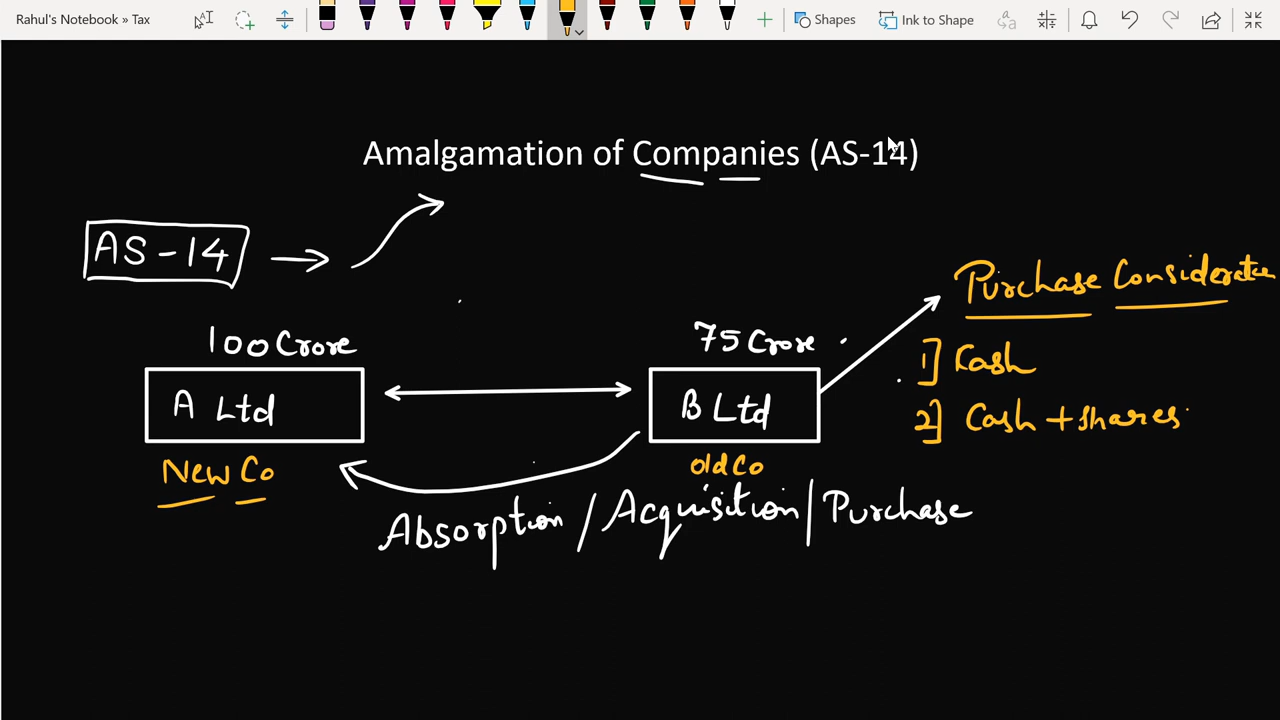 Rahul's Notebook » Tax
Shapes
Ink to Shape
Amalgamation of Companies (AS-14)
AS-14
Purchase Consideration
100 Crore
75 Crore
1] Cash
A Ltd
B Ltd
2] Cash + shares
New Co
old Co
Absorption / Acquisition / Purchase